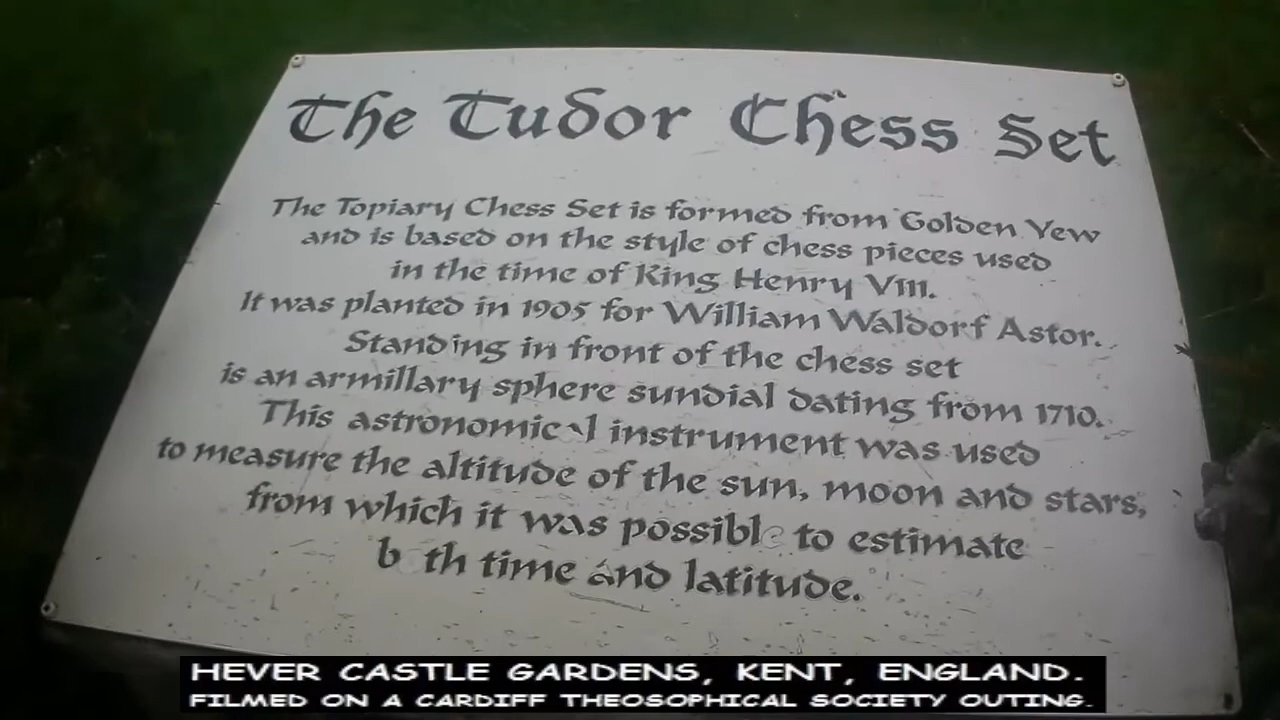 The Tudor Chess Set
The Topiary Chess Set is formed from Golden Yew
and is based on the style of chess pieces used
in the time of King Henry VIII.
It was planted in 1905 for William Waldorf Astor.
Standing in front of the chess set
is an armillary sphere sundial dating from 1710.
This astronomical instrument was used
to measure the altitude of the sun, moon and stars,
from which it was possible to estimate
b th time and latitude.
HEVER CASTLE GARDENS, KENT, ENGLAND.
FILMED ON A CARDIFF THEOSOPHICAL SOCIETY OUTING.